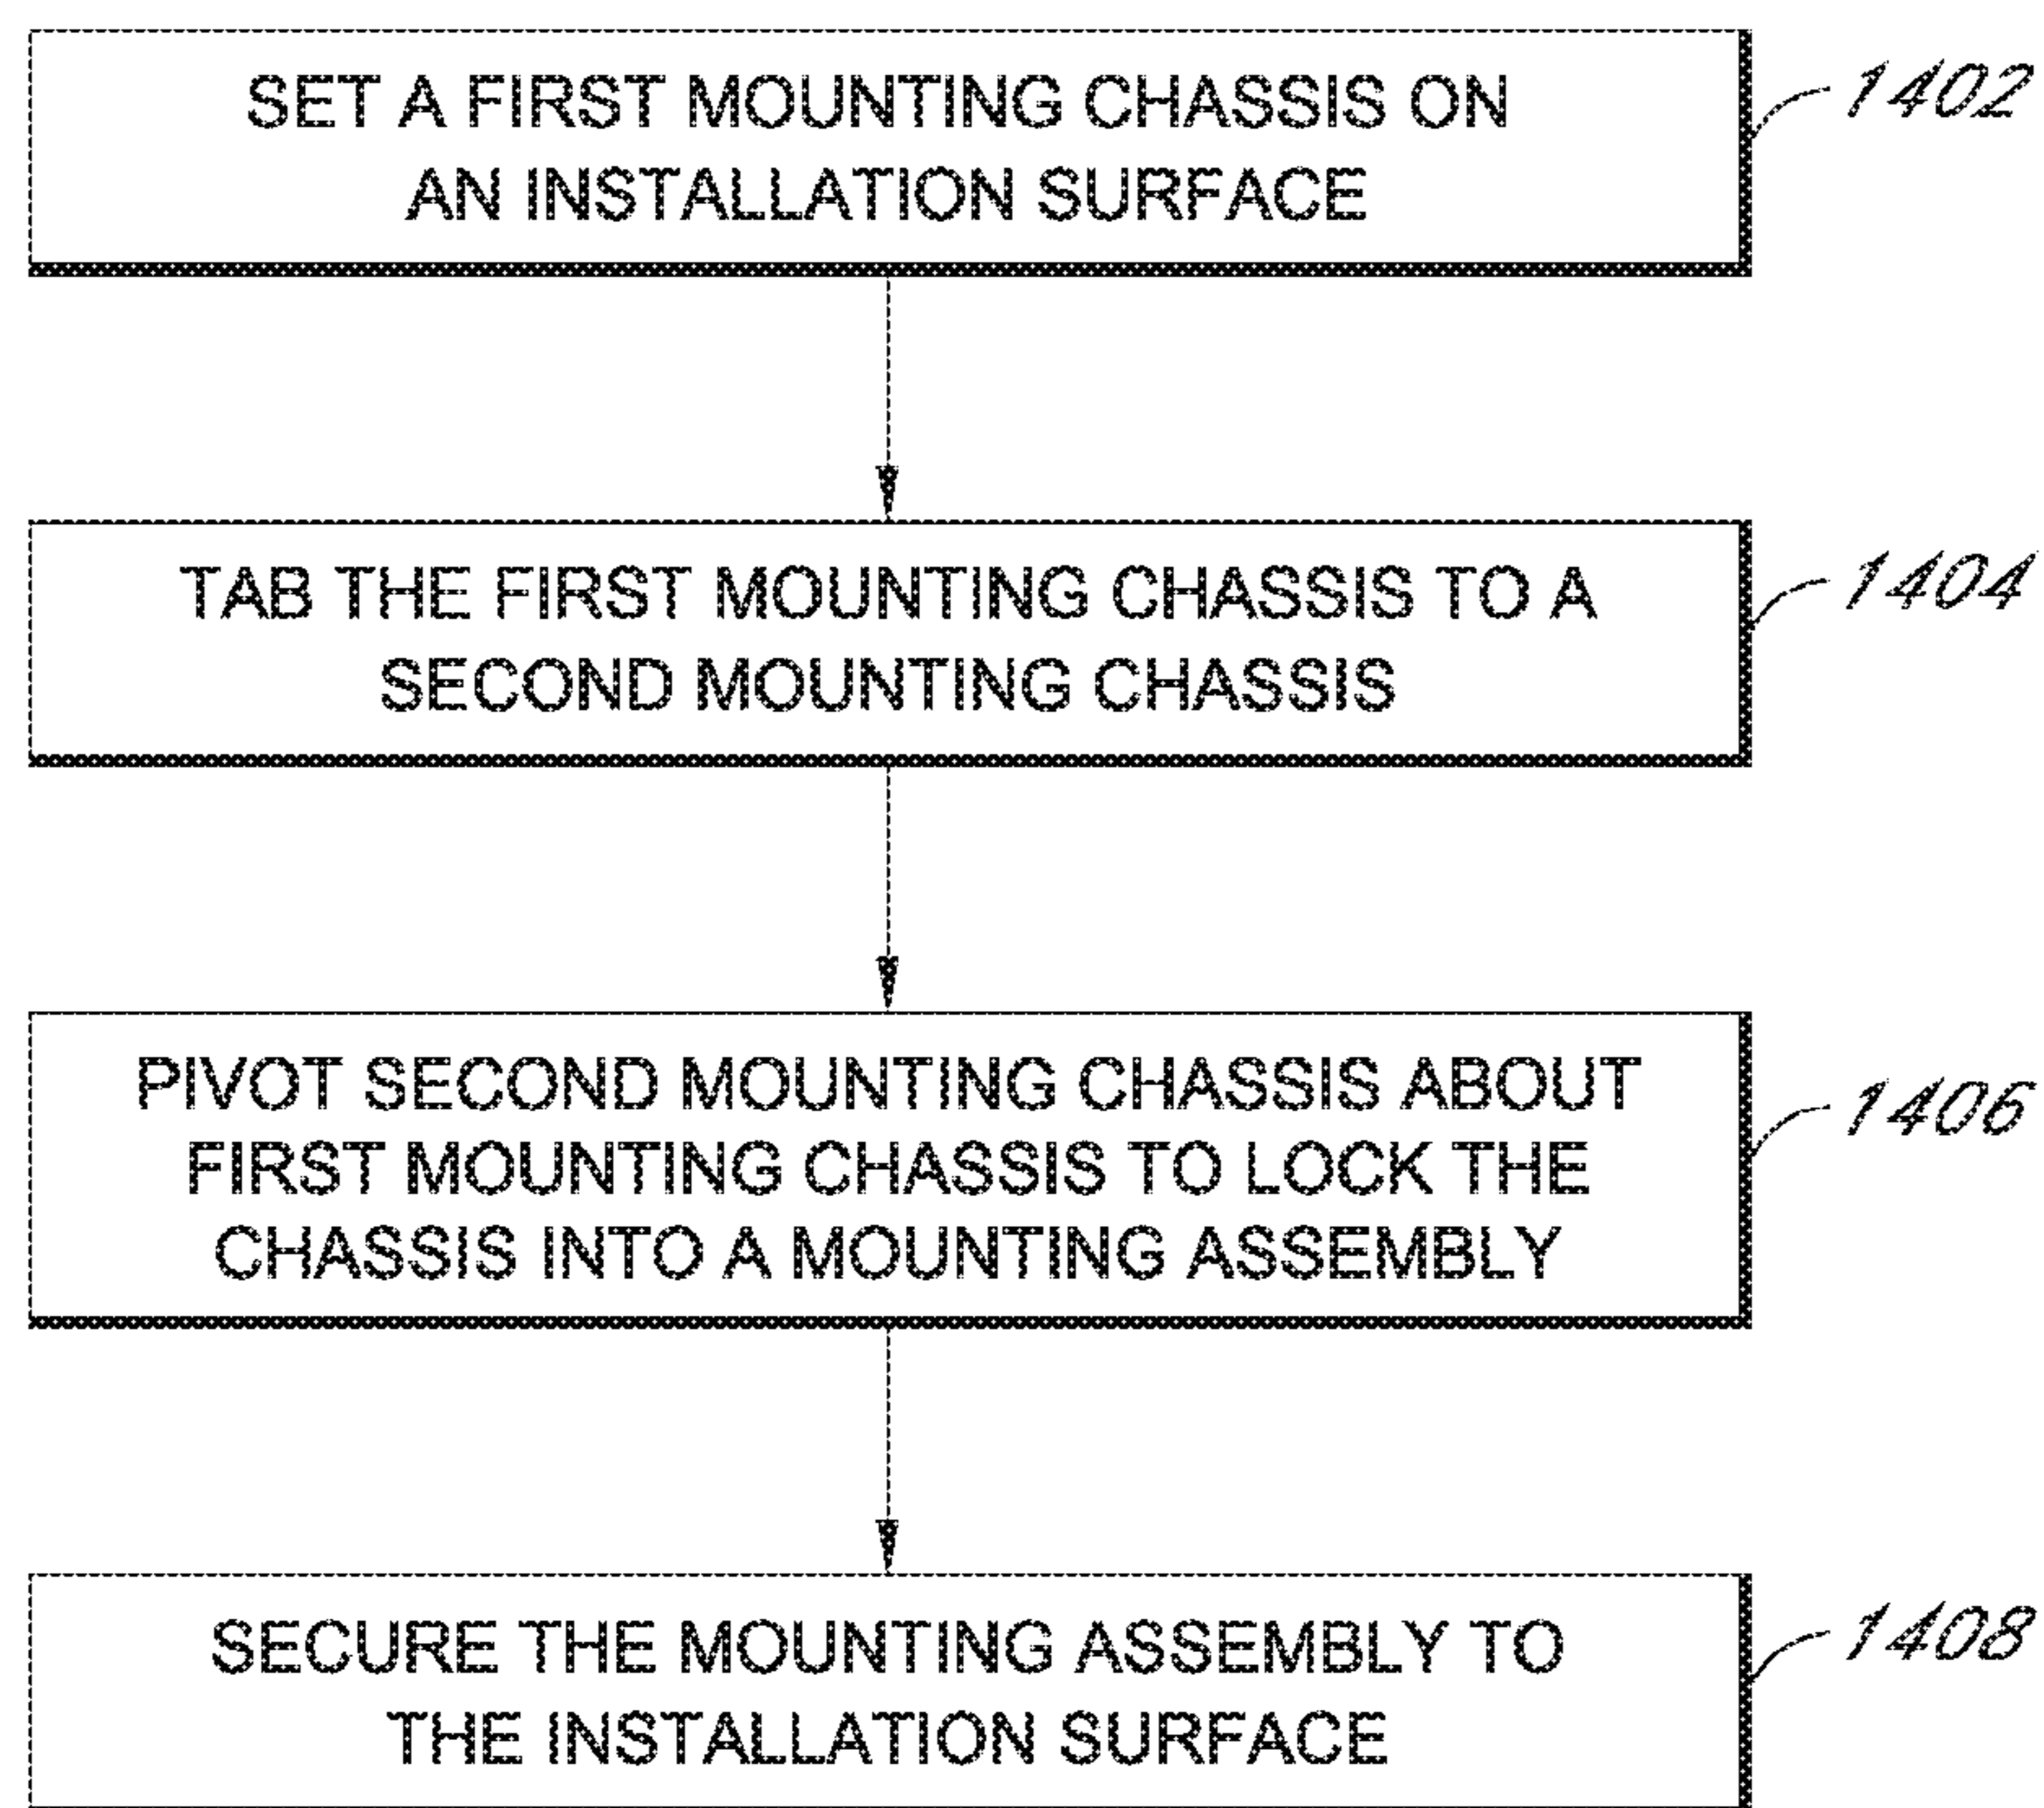 SET A FIRST MOUNTING CHASSIS ON
AN INSTALLATION SURFACE
1402
TAB THE FIRST MOUNTING CHASSIS TO A
SECOND MOUNTING CHASSIS
1404
PIVOT SECOND MOUNTING CHASSIS ABOUT
FIRST MOUNTING CHASSIS TO LOCK THE
CHASSIS INTO A MOUNTING ASSEMBLY
1406
SECURE THE MOUNTING ASSEMBLY TO
THE INSTALLATION SURFACE
1408